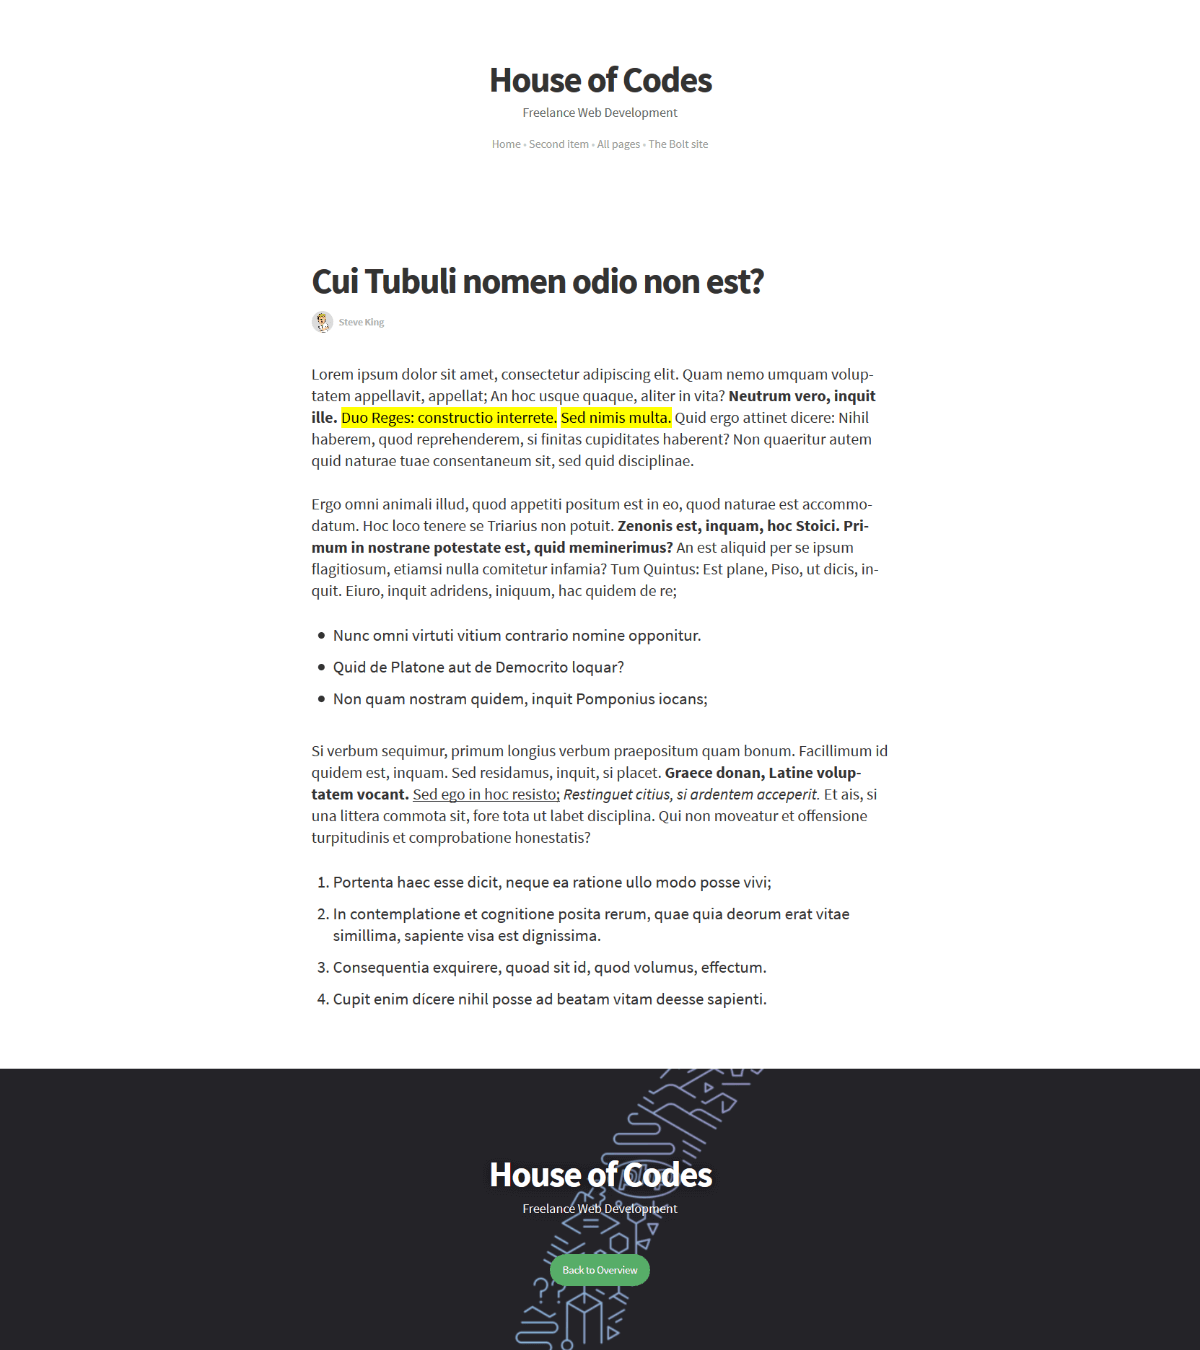 House of Codes
Freelance Web Development
Home • Second item • All pages • The Bolt site
Cui Tubuli nomen odio non est?
Steve King
Lorem ipsum dolor sit amet, consectetur adipiscing elit. Quam nemo umquam volup-
tatem appellavit, appellat; An hoc usque quaque, aliter in vita? Neutrum vero, inquit
ille. Duo Reges: constructio interrete. Sed nimis multa. Quid ergo attinet dicere: Nihil
haberem, quod reprehenderem, si finitas cupiditates haberent? Non quaeritur autem
quid naturae tuae consentaneum sit, sed quid disciplinae.
Ergo omni animali illud, quod appetiti positum est in eo, quod naturae est accommo-
datum. Hoc loco tenere se Triarius non potuit. Zenonis est, inquam, hoc Stoici. Pri-
mum in nostrane potestate est, quid meminerimus? An est aliquid per se ipsum
flagitiosum, etiamsi nulla comitetur infamia? Tum Quintus: Est plane, Piso, ut dicis, in-
quit. Eiuro, inquit adridens, iniquum, hac quidem de re;
• Nunc omni virtuti vitium contrario nomine opponitur.
• Quid de Platone aut de Democrito loquar?
• Non quam nostram quidem, inquit Pomponius iocans;
Si verbum sequimur, primum longius verbum praepositum quam bonum. Facillimum id
quidem est, inquam. Sed residamus, inquit, si placet. Graece donan, Latine volup-
tatem vocant. Sed ego in hoc resisto; Restinguet citius, si ardentem acceperit. Et ais, si
una littera commota sit, fore tota ut labet disciplina. Qui non moveatur et offensione
turpitudinis et comprobatione honestatis?
1. Portenta haec esse dicit, neque ea ratione ullo modo posse vivi;
2. In contemplatione et cognitione posita rerum, quae quia deorum erat vitae
simillima, sapiente visa est dignissima.
3. Consequentia exquirere, quoad sit id, quod volumus, effectum.
4. Cupit enim dícere nihil posse ad beatam vitam deesse sapienti.
House of Codes
php
Freelance Web Development
Back to Overview